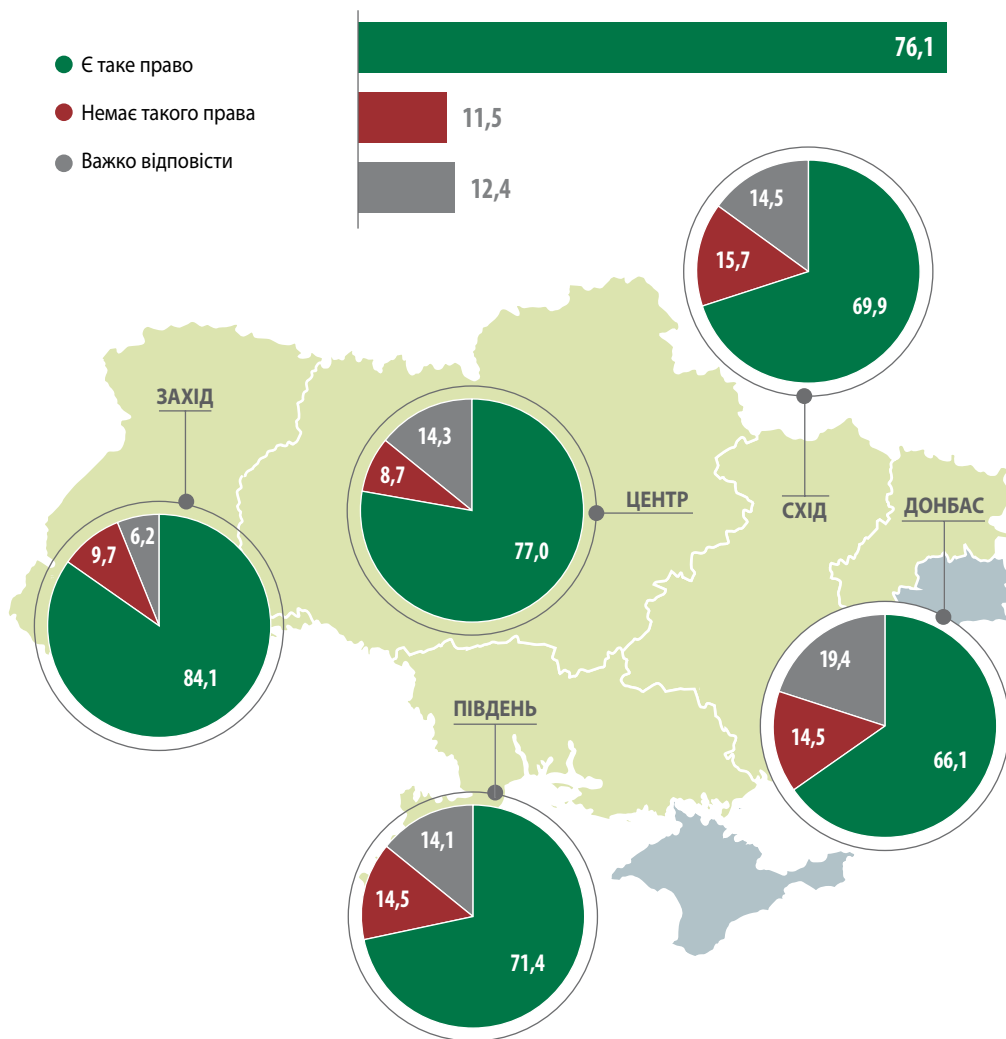 Є таке право
Немає такого права
Важко відповісти
76,1
11,5
12,4
14,5
15,7
69,9
СХІД
ЗАХІД
9,7
6,2
84,1
14,3
8,7
77,0
ЦЕНТР
ДОНБАС
19,4
14,5
66,1
ПІВДЕНЬ
14,1
14,5
71,4